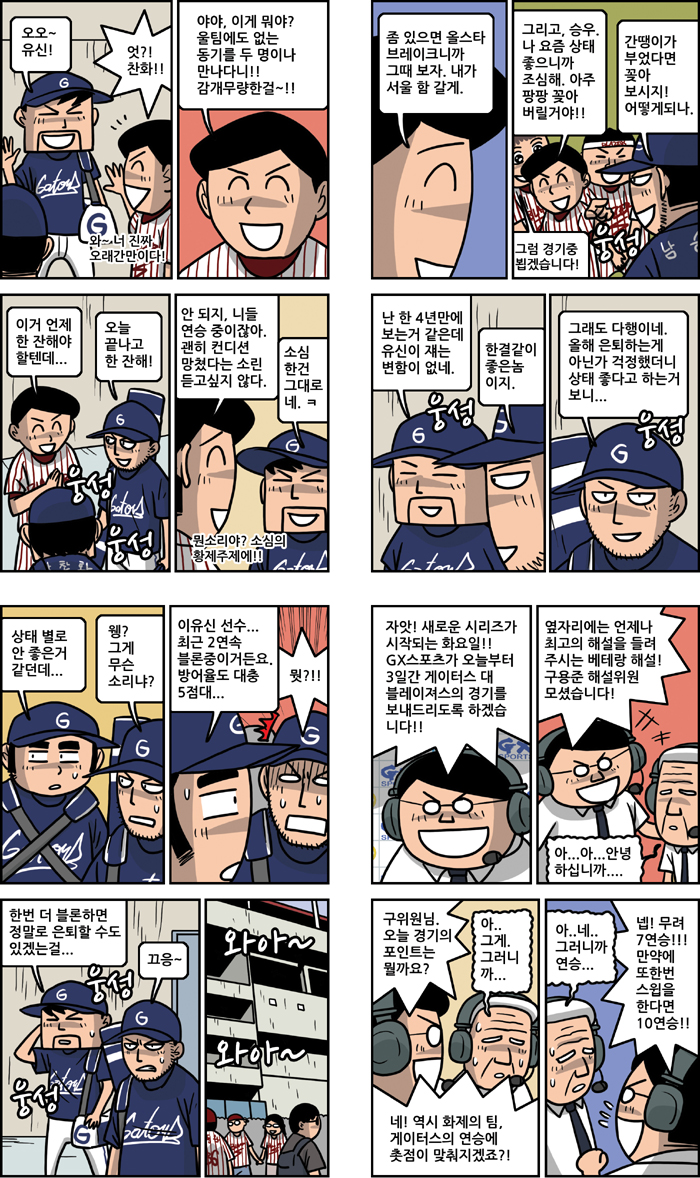 오오~
유신!
엇?!
찬화!!
와~ 너 진짜
오래간만이다!
야야, 이게 뭐야?
울팀에도 없는
동기를 두 명이나
만나다니!!
감개무량한걸~!!
이거 언제
한 잔해야
할텐데...
오늘
끝나고
한 잔해!
웅성
웅성
안 되지, 니들
연승 중이잖아.
괜히 컨디션
망쳤다는 소린
듣고싶지 않다.
소심
한건
그대로
네. ㅋ
뭔소리야? 소심의
황제주제에!!
좀 있으면 올스타
브레이크니까
그때 보자. 내가
서울 함 갈게.
그리고, 승우.
나 요즘 상태
좋으니까
조심해. 아주
팡팡 꽂아
버릴거야!!
간땡이가
부었다면
꽂아
보시지!
어떻게되나.
그럼 경기중
뵙겠습니다!
웅성
난 한 4년만에
보는거 같은데
유신이 쟤는
변함이 없네.
한결같이
좋은놈
이지.
웅성
그래도 다행이네.
올해 은퇴하는게
아닌가 걱정했더니
상태 좋다고 하는거
보니...
웅성
상태 별로
안 좋은거
같던데...
웽?
그게
무슨
소리냐?
이유신 선수...
최근 2연속
블론중이거든요.
방어율도 대충
5점대...
뭣?!!
한번 더 블론하면
정말로 은퇴할 수도
있겠는걸...
끄응~
웅성
웅성
와아~
와아~
자앗! 새로운 시리즈가
시작되는 화요일!!
GX스포츠가 오늘부터
3일간 게이터스 대
블레이져스의 경기를
보내드리도록 하겠습
니다!!
옆자리에는 언제나
최고의 해설을 들려
주시는 베테랑 해설!
구용준 해설위원
모셨습니다!
아...아...안녕
하십니까....
구위원님.
오늘 경기의
포인트는
뭘까요?
아..
그게.
그러니
까...
네! 역시 화제의 팀,
게이터스의 연승에
촛점이 맞춰지겠죠?!
아..네..
그러니까
연승...
넵! 무려
7연승!!!
만약에
또한번
스윕을
한다면
10연승!!